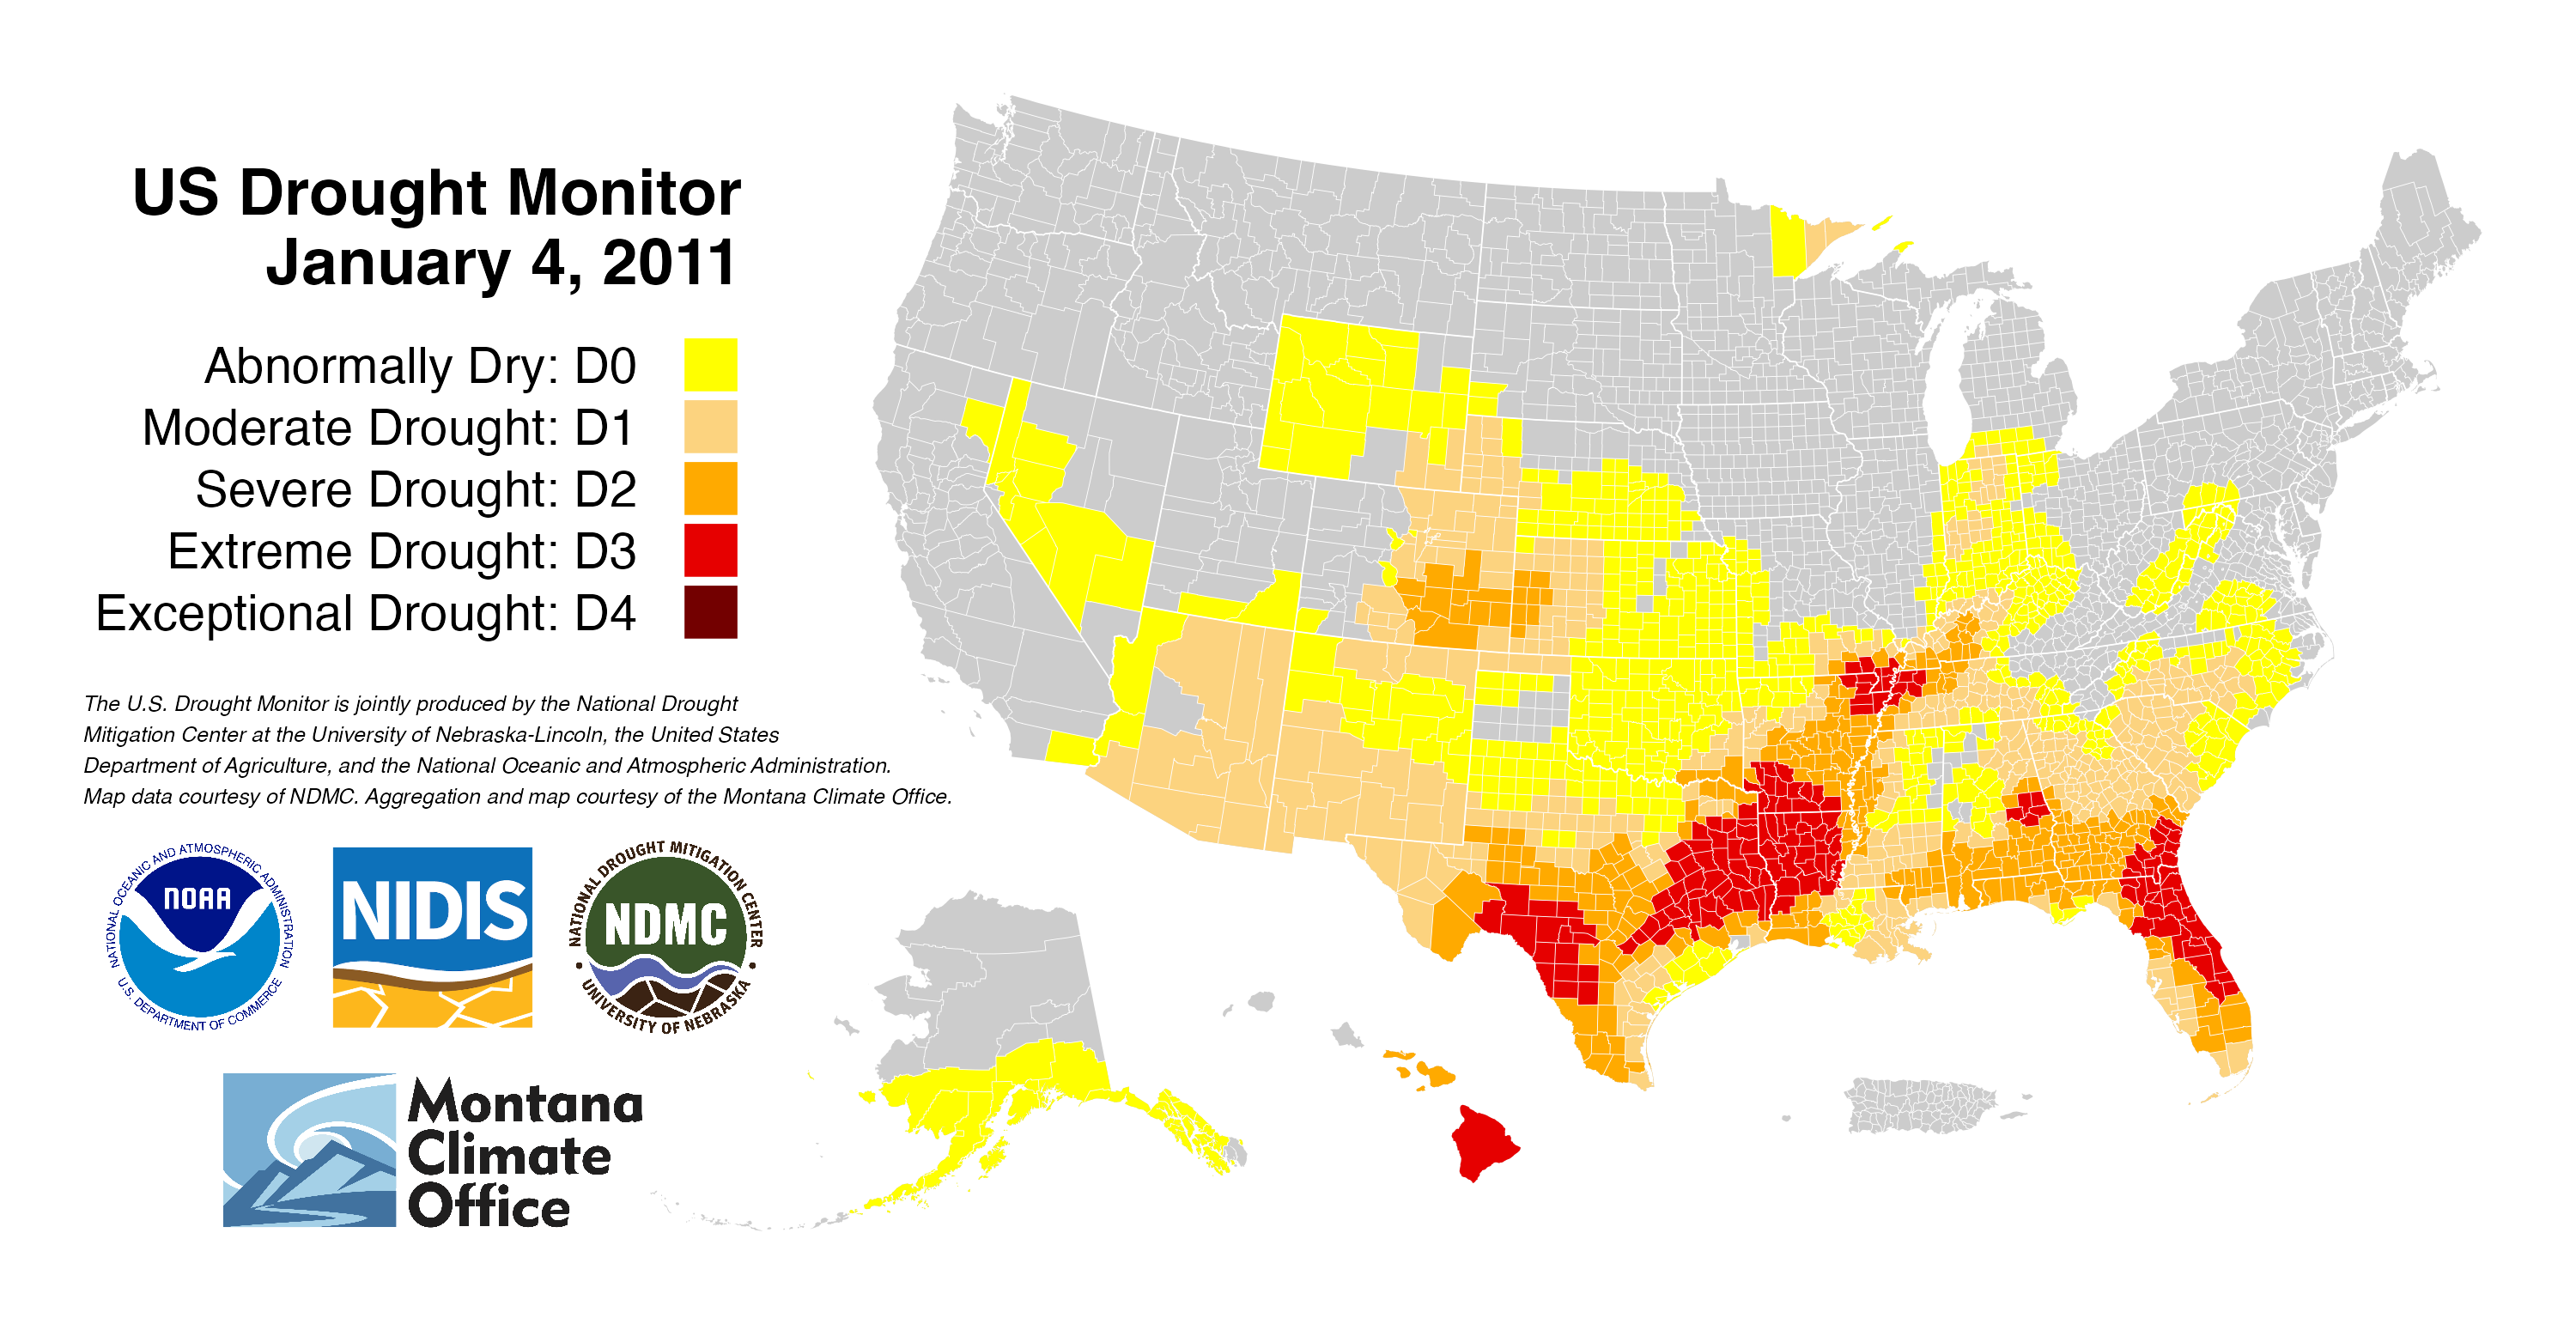 US Drought Monitor
January 4, 2011
Abnormally Dry: D0
Moderate Drought: D1
Severe Drought: D2
Extreme Drought: D3
Exceptional Drought: D4
The U.S. Drought Monitor is jointly produced by the National Drought
Mitigation Center at the University of Nebraska-Lincoln, the United States
Department of Agriculture, and the National Oceanic and Atmospheric Administration.
Map data courtesy of NDMC. Aggregation and map courtesy of the Montana Climate Office.
NATIONAL OCEANIC AND ATMOSPHERIC ADMINISTRATION
NOAA
U.S. DEPARTMENT OF COMMERCE
NIDIS
NATIONAL DROUGHT MITIGATION CENTER
NDMC
UNIVERSITY OF NEBRASKA
Montana
Climate
Office